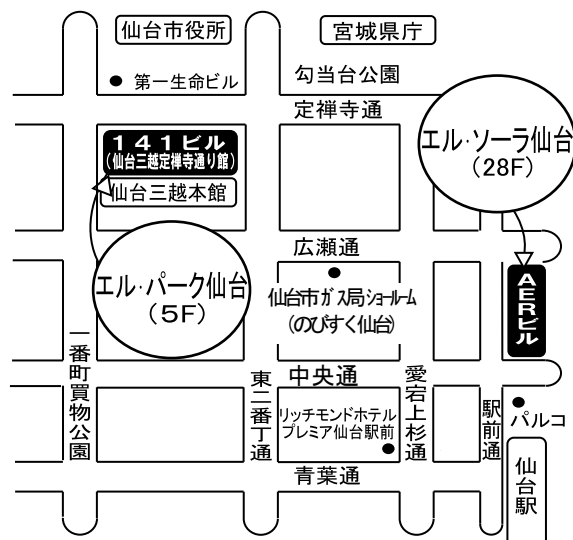 仙台市役所
宮城県庁
第一生命ビル
勾当台公園
定禅寺通
141ビル
(仙台三越定禅寺通り館)
仙台三越本館
エル・ソーラ仙台
(28F)
エル・パーク仙台
(5F)
広瀬通
仙台市ガス局ショールーム
(のびすく仙台)
AERビル
一番町買物公園
東二番丁通
中央通
愛宕上杉通
駅前通
リッチモンドホテル
プレミア仙台駅前
パルコ
青葉通
仙台駅